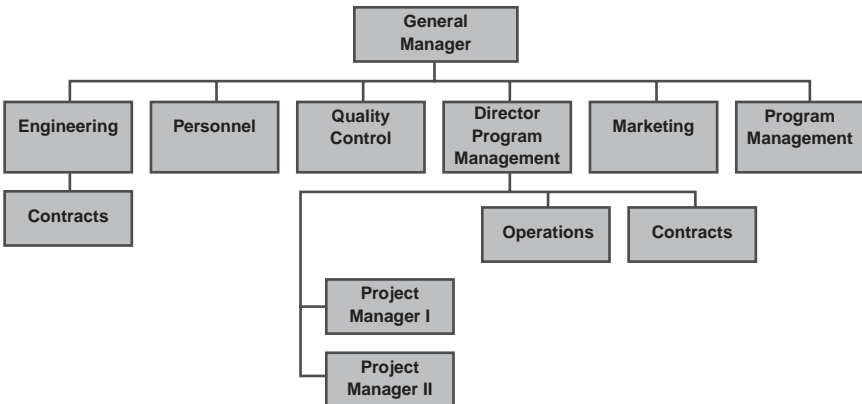 General
Manager
Engineering
Personnel
Quality
Control
Director
Program
Management
Marketing
Program
Management
Contracts
Operations
Contracts
Project
Manager I
Project
Manager II